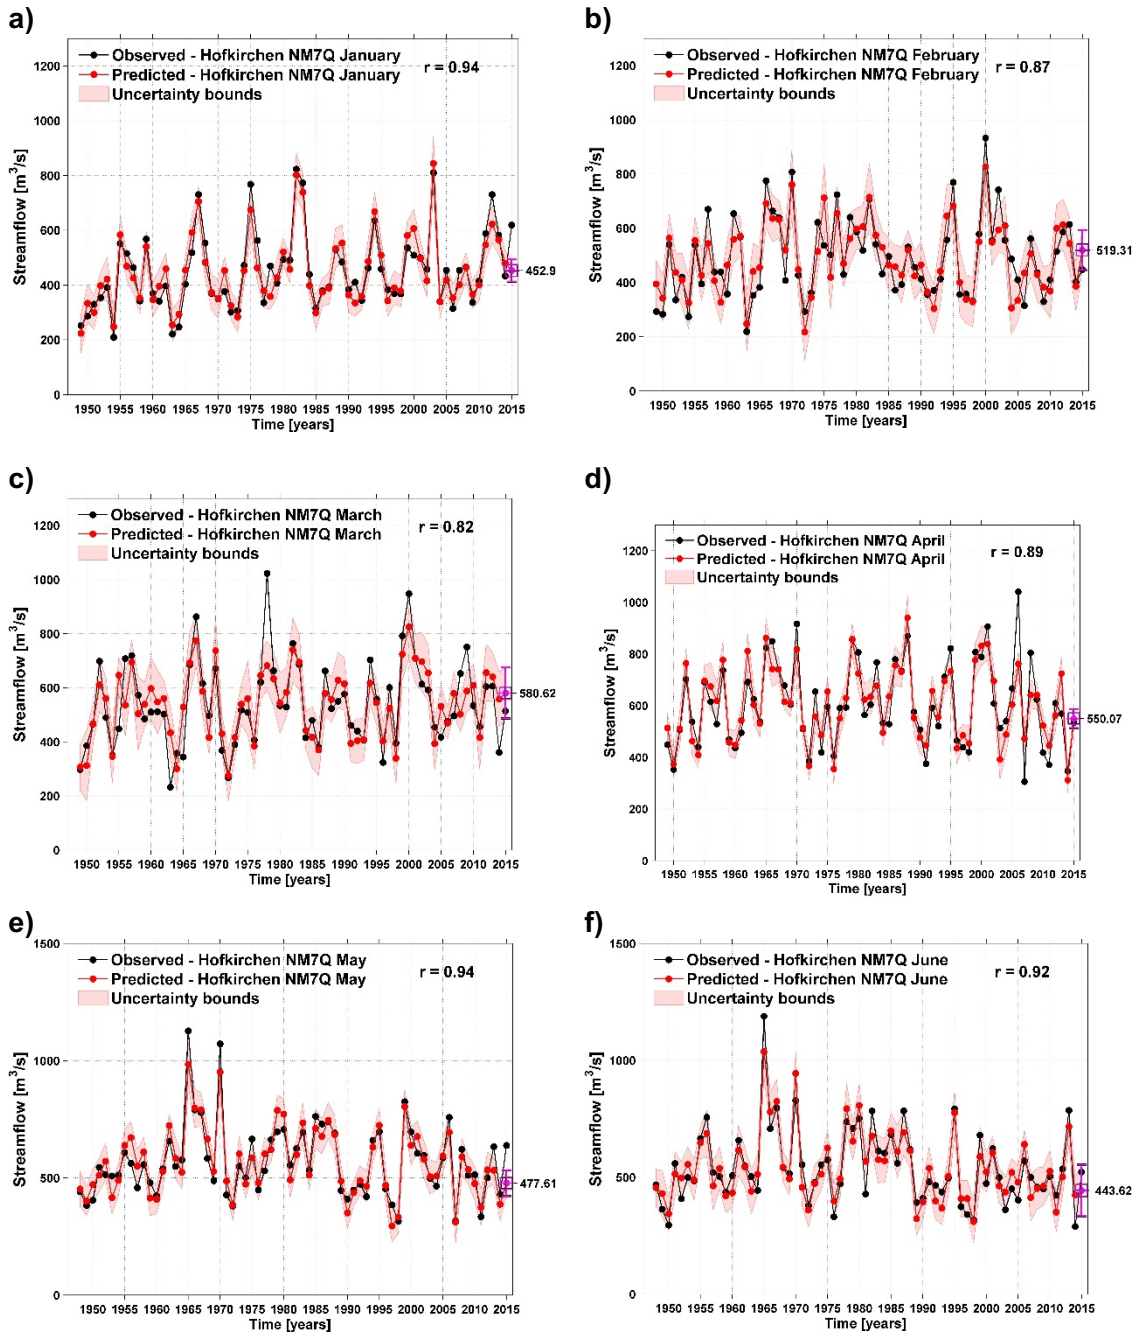 a)
Observed - Hofkirchen NM7Q January
Predicted - Hofkirchen NM7Q January
Uncertainty bounds
r = 0.94
Streamflow [m³/s]
1200
1000
800
600
400
200
0
452.9
1950 1955 1960 1965 1970 1975 1980 1985 1990 1995 2000 2005 2010 2015
Time [years]
b)
Observed - Hofkirchen NM7Q February
Predicted - Hofkirchen NM7Q February
Uncertainty bounds
r = 0.87
Streamflow [m³/s]
1200
1000
800
600
400
200
0
519.31
1950 1955 1960 1965 1970 1975 1980 1985 1990 1995 2000 2005 2010 2015
Time [years]
c)
Observed - Hofkirchen NM7Q March
Predicted - Hofkirchen NM7Q March
Uncertainty bounds
r = 0.82
Streamflow [m³/s]
1200
1000
800
600
400
200
0
580.62
1950 1955 1960 1965 1970 1975 1980 1985 1990 1995 2000 2005 2010 2015
Time [years]
d)
Observed - Hofkirchen NM7Q April
Predicted - Hofkirchen NM7Q April
Uncertainty bounds
r = 0.89
Streamflow [m³/s]
1200
1000
800
600
400
200
0
550.07
1950 1955 1960 1965 1970 1975 1980 1985 1990 1995 2000 2005 2010 2015
Time [years]
e)
Observed - Hofkirchen NM7Q May
Predicted - Hofkirchen NM7Q May
Uncertainty bounds
r = 0.94
Streamflow [m³/s]
1500
1000
500
0
477.61
1950 1955 1960 1965 1970 1975 1980 1985 1990 1995 2000 2005 2010 2015
Time [years]
f)
Observed - Hofkirchen NM7Q June
Predicted - Hofkirchen NM7Q June
Uncertainty bounds
r = 0.92
Streamflow [m³/s]
1500
1000
500
0
443.62
1950 1955 1960 1965 1970 1975 1980 1985 1990 1995 2000 2005 2010 2015
Time [years]